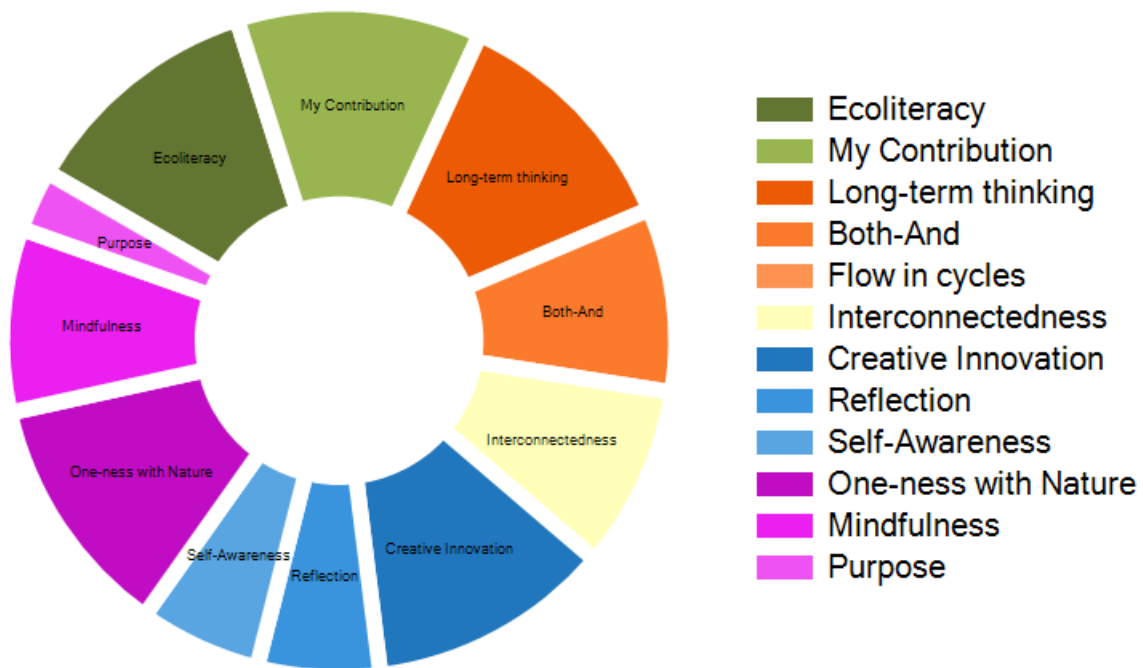 My Contribution
Ecoliteracy
Long-term thinking
Purpose
Both-And
Mindfulness
Interconnectedness
One-ness with Nature
Creative Innovation
Self-Awareness
Reflection
Ecoliteracy
My Contribution
Long-term thinking
Both-And
Flow in cycles
Interconnectedness
Creative Innovation
Reflection
Self-Awareness
One-ness with Nature
Mindfulness
Purpose